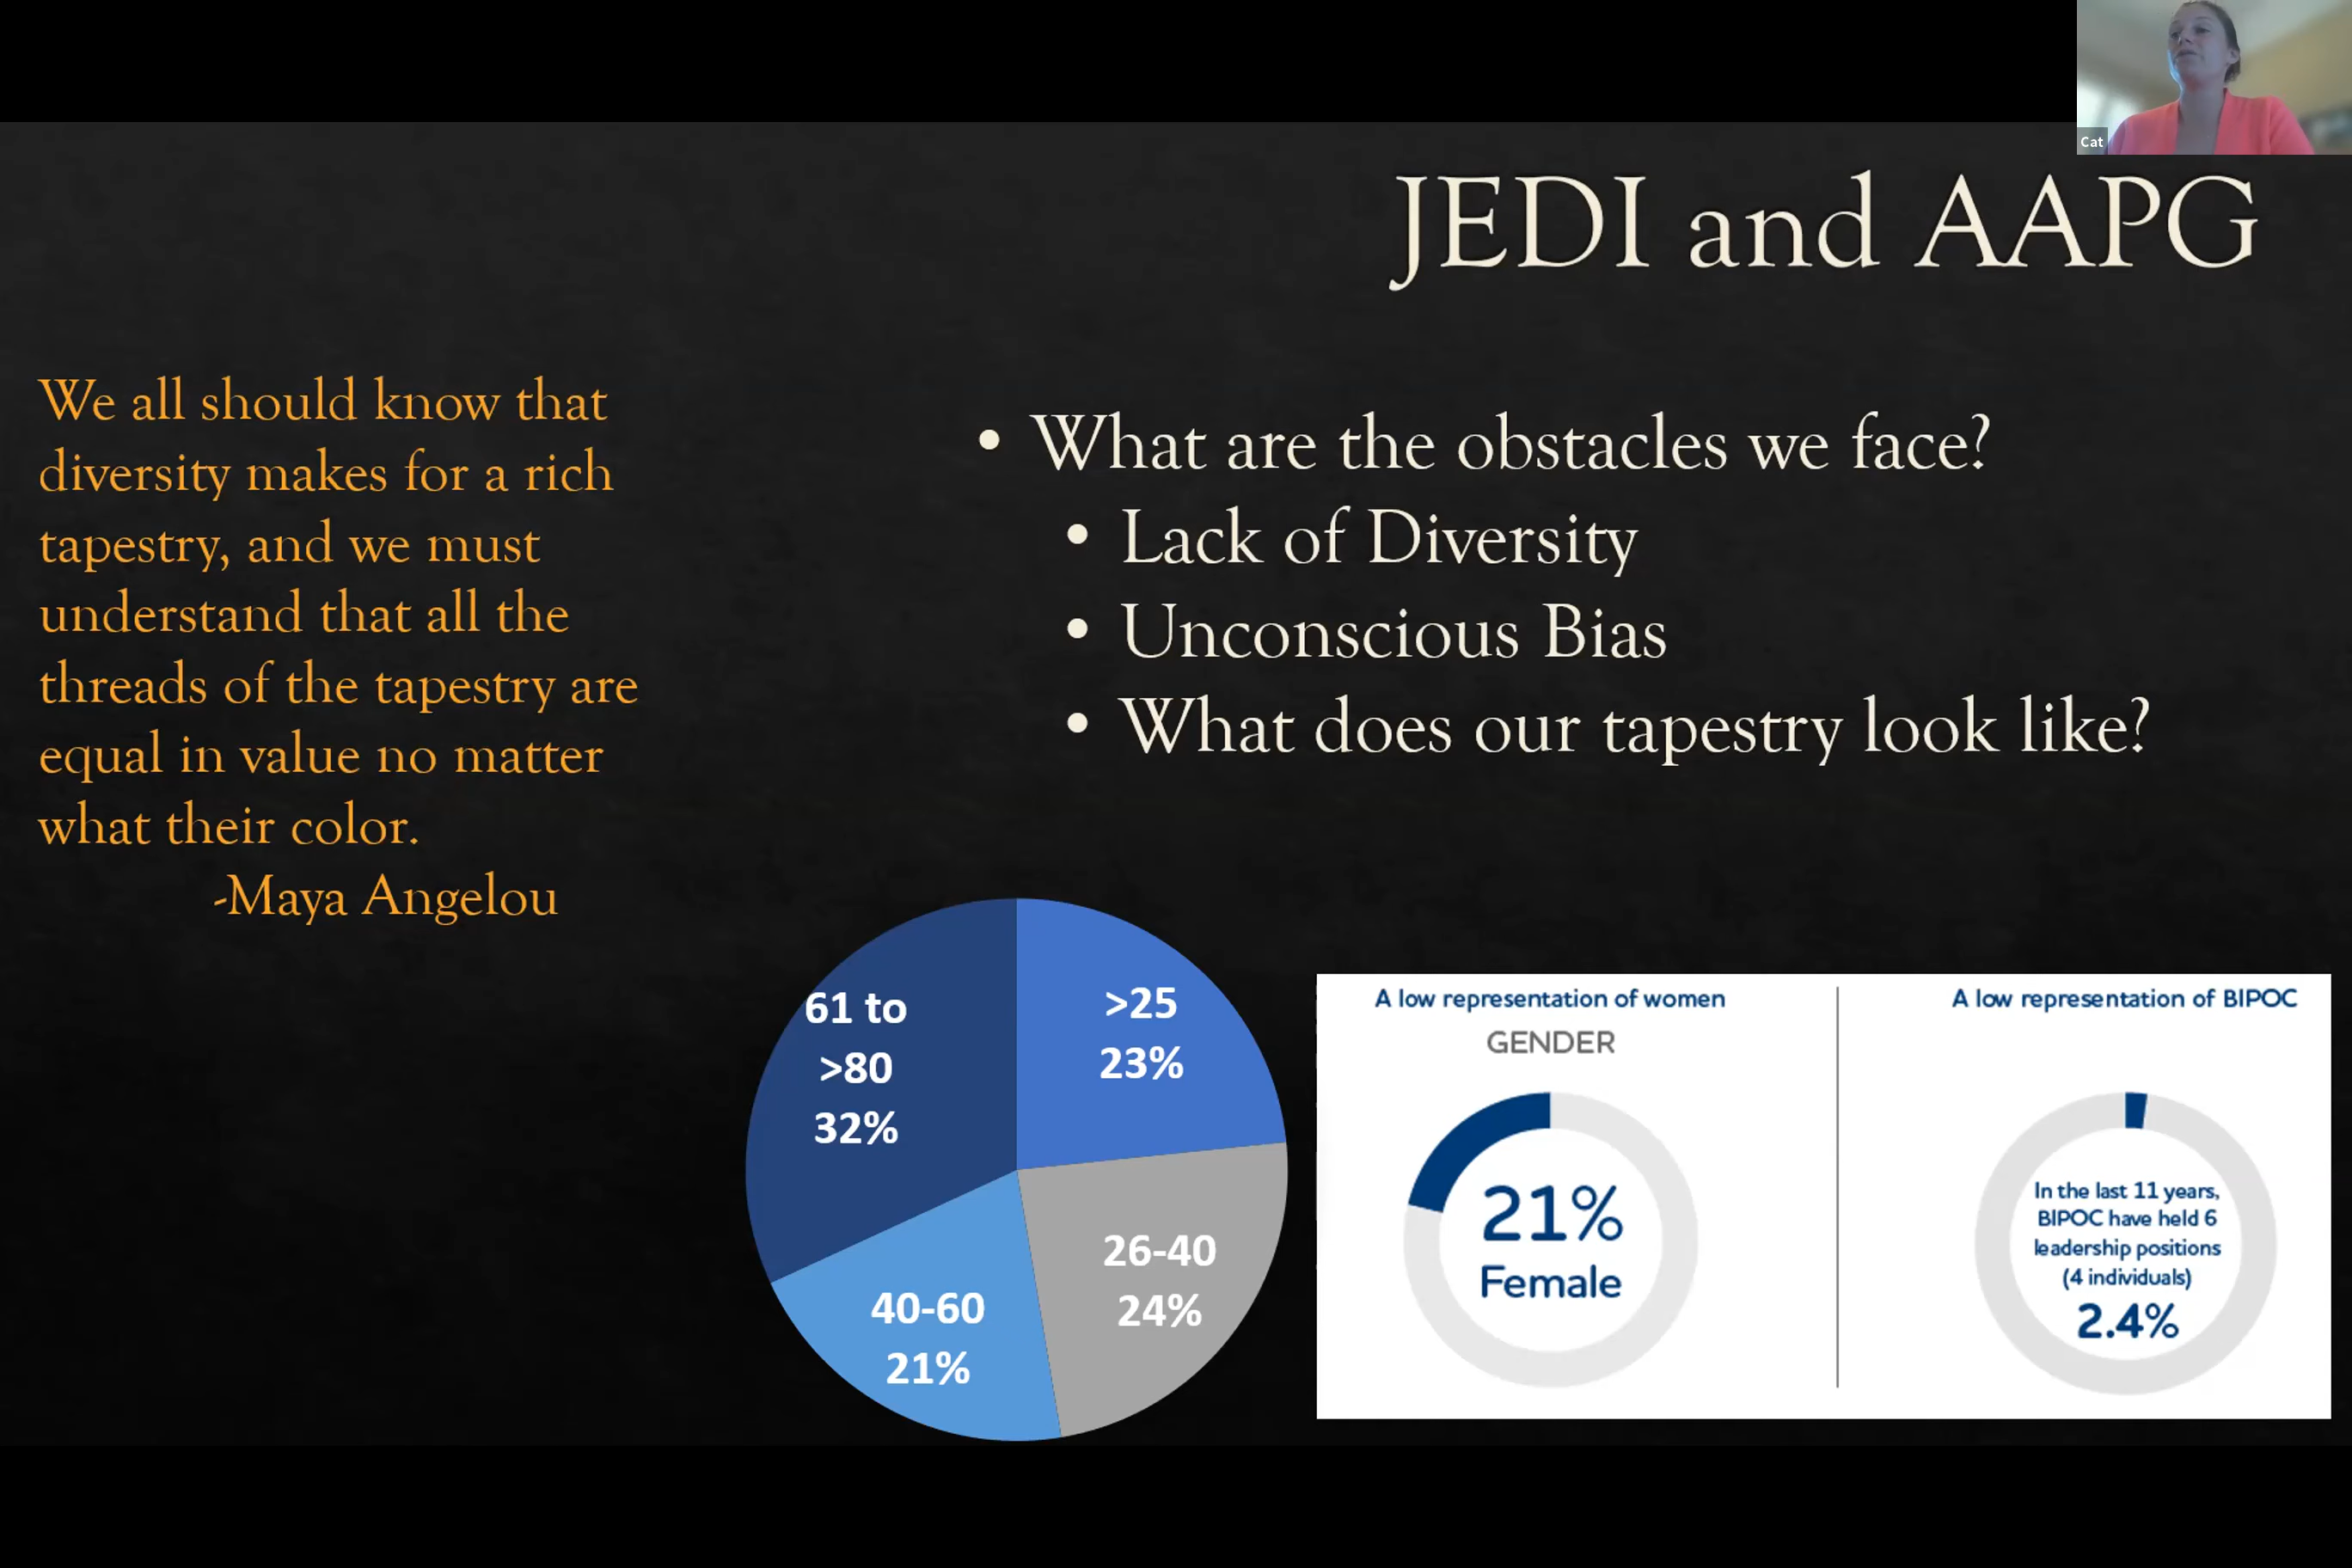 Cat
JEDI and AAPG
We all should know that
diversity makes for a rich
tapestry, and we must
understand that all the
threads of the tapestry are
equal in value no matter
what their color.
-Maya Angelou
• What are the obstacles we face?
• Lack of Diversity
• Unconscious Bias
• What does our tapestry look like?
61 to
>80
32%
>25
23%
26-40
24%
40-60
21%
A low representation of women
GENDER
21%
Female
A low representation of BIPOC
In the last 11 years,
BIPOC have held 6
leadership positions
(4 individuals)
2.4%